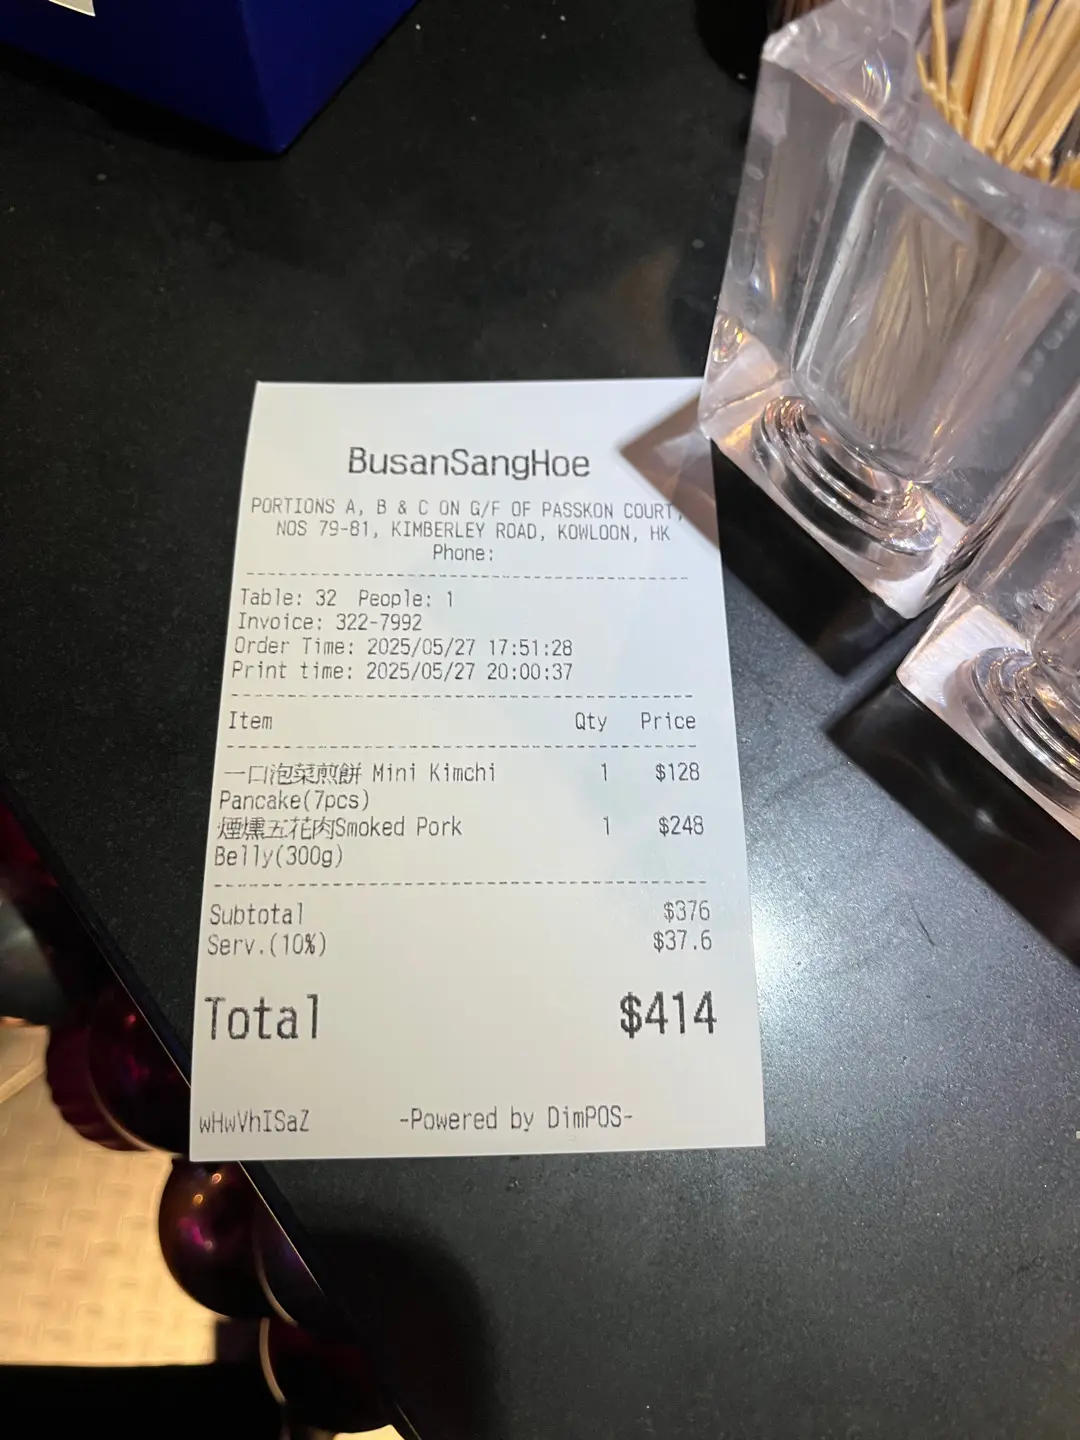 BusanSangHoe
PORTIONS A, B & C ON G/F OF PASSKON COURT,
NOS 79-81, KIMBERLEY ROAD, KOWLOON, HK
Phone:
Table: 32 People: 1
Invoice: 322-7992
Order Time: 2025/05/27 17:51:28
Print time: 2025/05/27 20:00:37
Item Qty Price
一口泡菜煎餅 Mini Kimchi 1 $128
Pancake(7pcs)
煙燻五花肉Smoked Pork 1 $248
Belly(300g)
Subtotal $376
Serv.(10%) $37.6
Total $414
wHwVhISaZ -Powered by DimPOS-